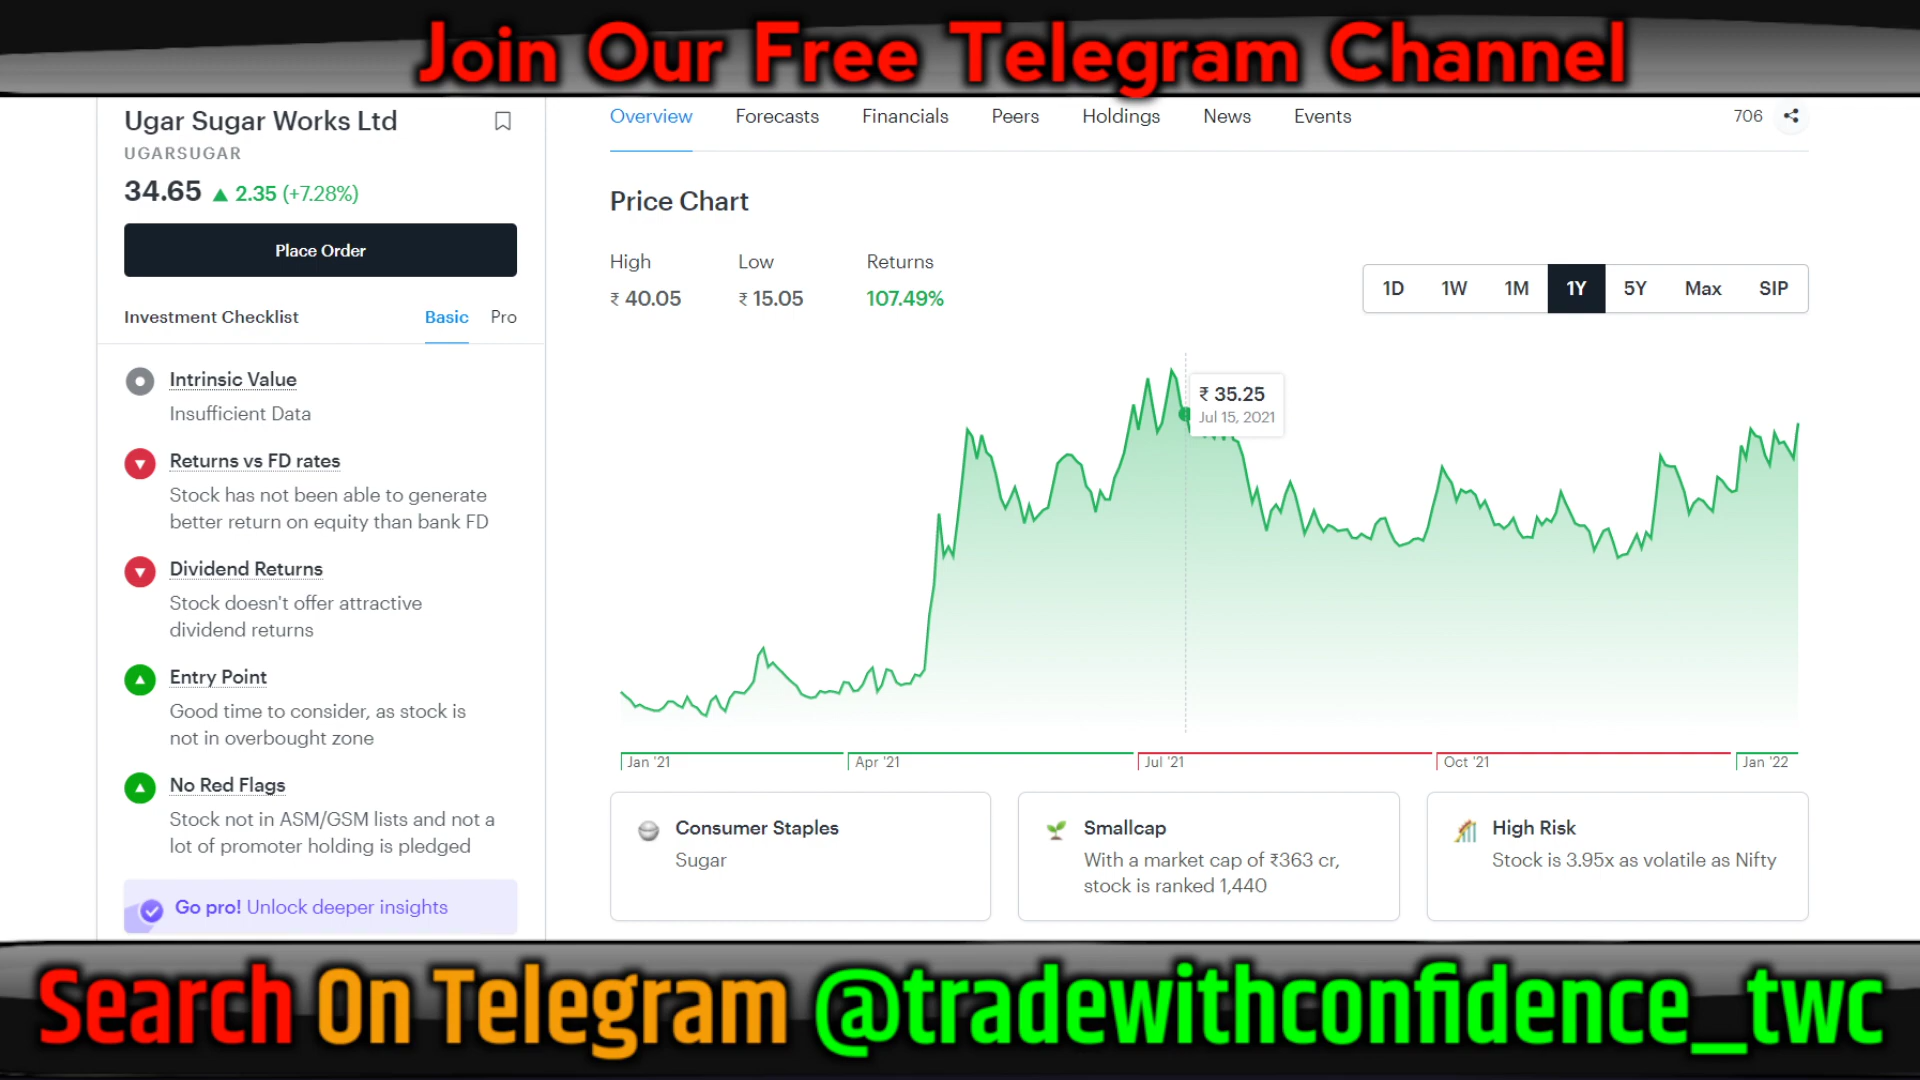 Join Our Free Telegram Channel
Ugar Sugar Works Ltd
UGARSUGAR
34.65 ▲ 2.35 (+7.28%)
Place Order
Investment Checklist Basic Pro
Intrinsic Value
Insufficient Data
Returns vs FD rates
Stock has not been able to generate
better return on equity than bank FD
Dividend Returns
Stock doesn't offer attractive
dividend returns
Entry Point
Good time to consider, as stock is
not in overbought zone
No Red Flags
Stock not in ASM/GSM lists and not a
lot of promoter holding is pledged
Go pro! Unlock deeper insights
Overview Forecasts Financials Peers Holdings News Events 706
Price Chart
High Low Returns
₹ 40.05 ₹ 15.05 107.49%
1D 1W 1M 1Y 5Y Max SIP
₹ 35.25
Jul 15, 2021
Jan '21 Apr '21 Jul '21 Oct '21 Jan '22
Consumer Staples
Sugar
Smallcap
With a market cap of ₹363 cr,
stock is ranked 1,440
High Risk
Stock is 3.95x as volatile as Nifty
Search On Telegram @tradewithconfidence_twc